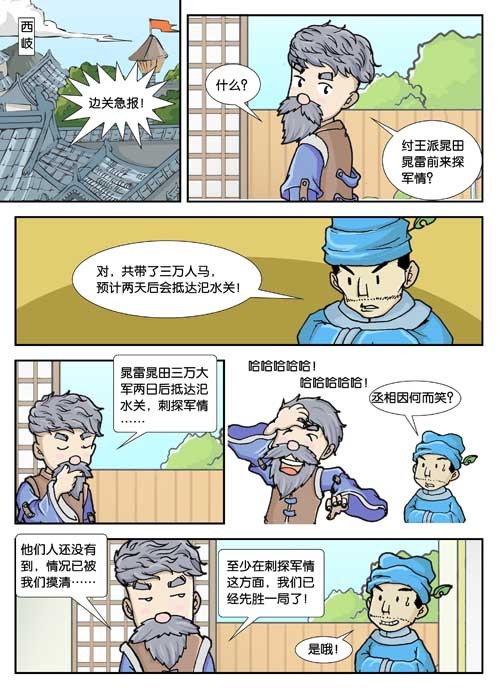 西岐
边关急报！
什么？
纣王派晁田
晁雷前来探
军情？
对，共带了三万人马，
预计两天后会抵达汜水关！
晁雷晁田三万大
军两日后抵达汜
水关，刺探军情
……
哈哈哈哈哈！
哈哈哈哈哈！
丞相因何而笑？
他们人还没有
到，情况已被
我们摸清……
至少在刺探军情
这方面，我们已
经先胜一局了！
是哦！